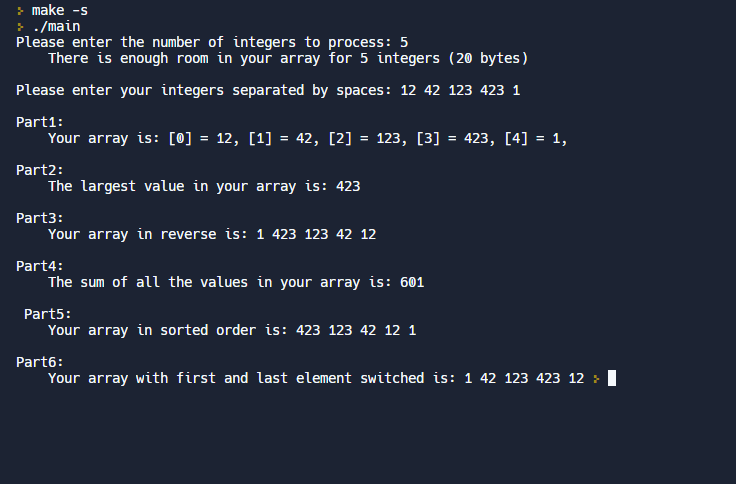 make -s
./main
Please enter the number of integers to process: 5
There is enough room in your array for 5 integers (20 bytes)
Please enter your integers separated by spaces: 12 42 123 423 1
Part1:
Your array is: [0] = 12, [1] = 42, [2] = 123, [3] = 423, [4] = 1,
Part2:
The largest value in your array is: 423
Part3:
Your array in reverse is: 1 423 123 42 12
Part4:
The sum of all the values in your array is: 601
Part5:
Your array in sorted order is: 423 123 42 12 1
Part6:
Your array with first and last element switched is: 1 42 123 423 12